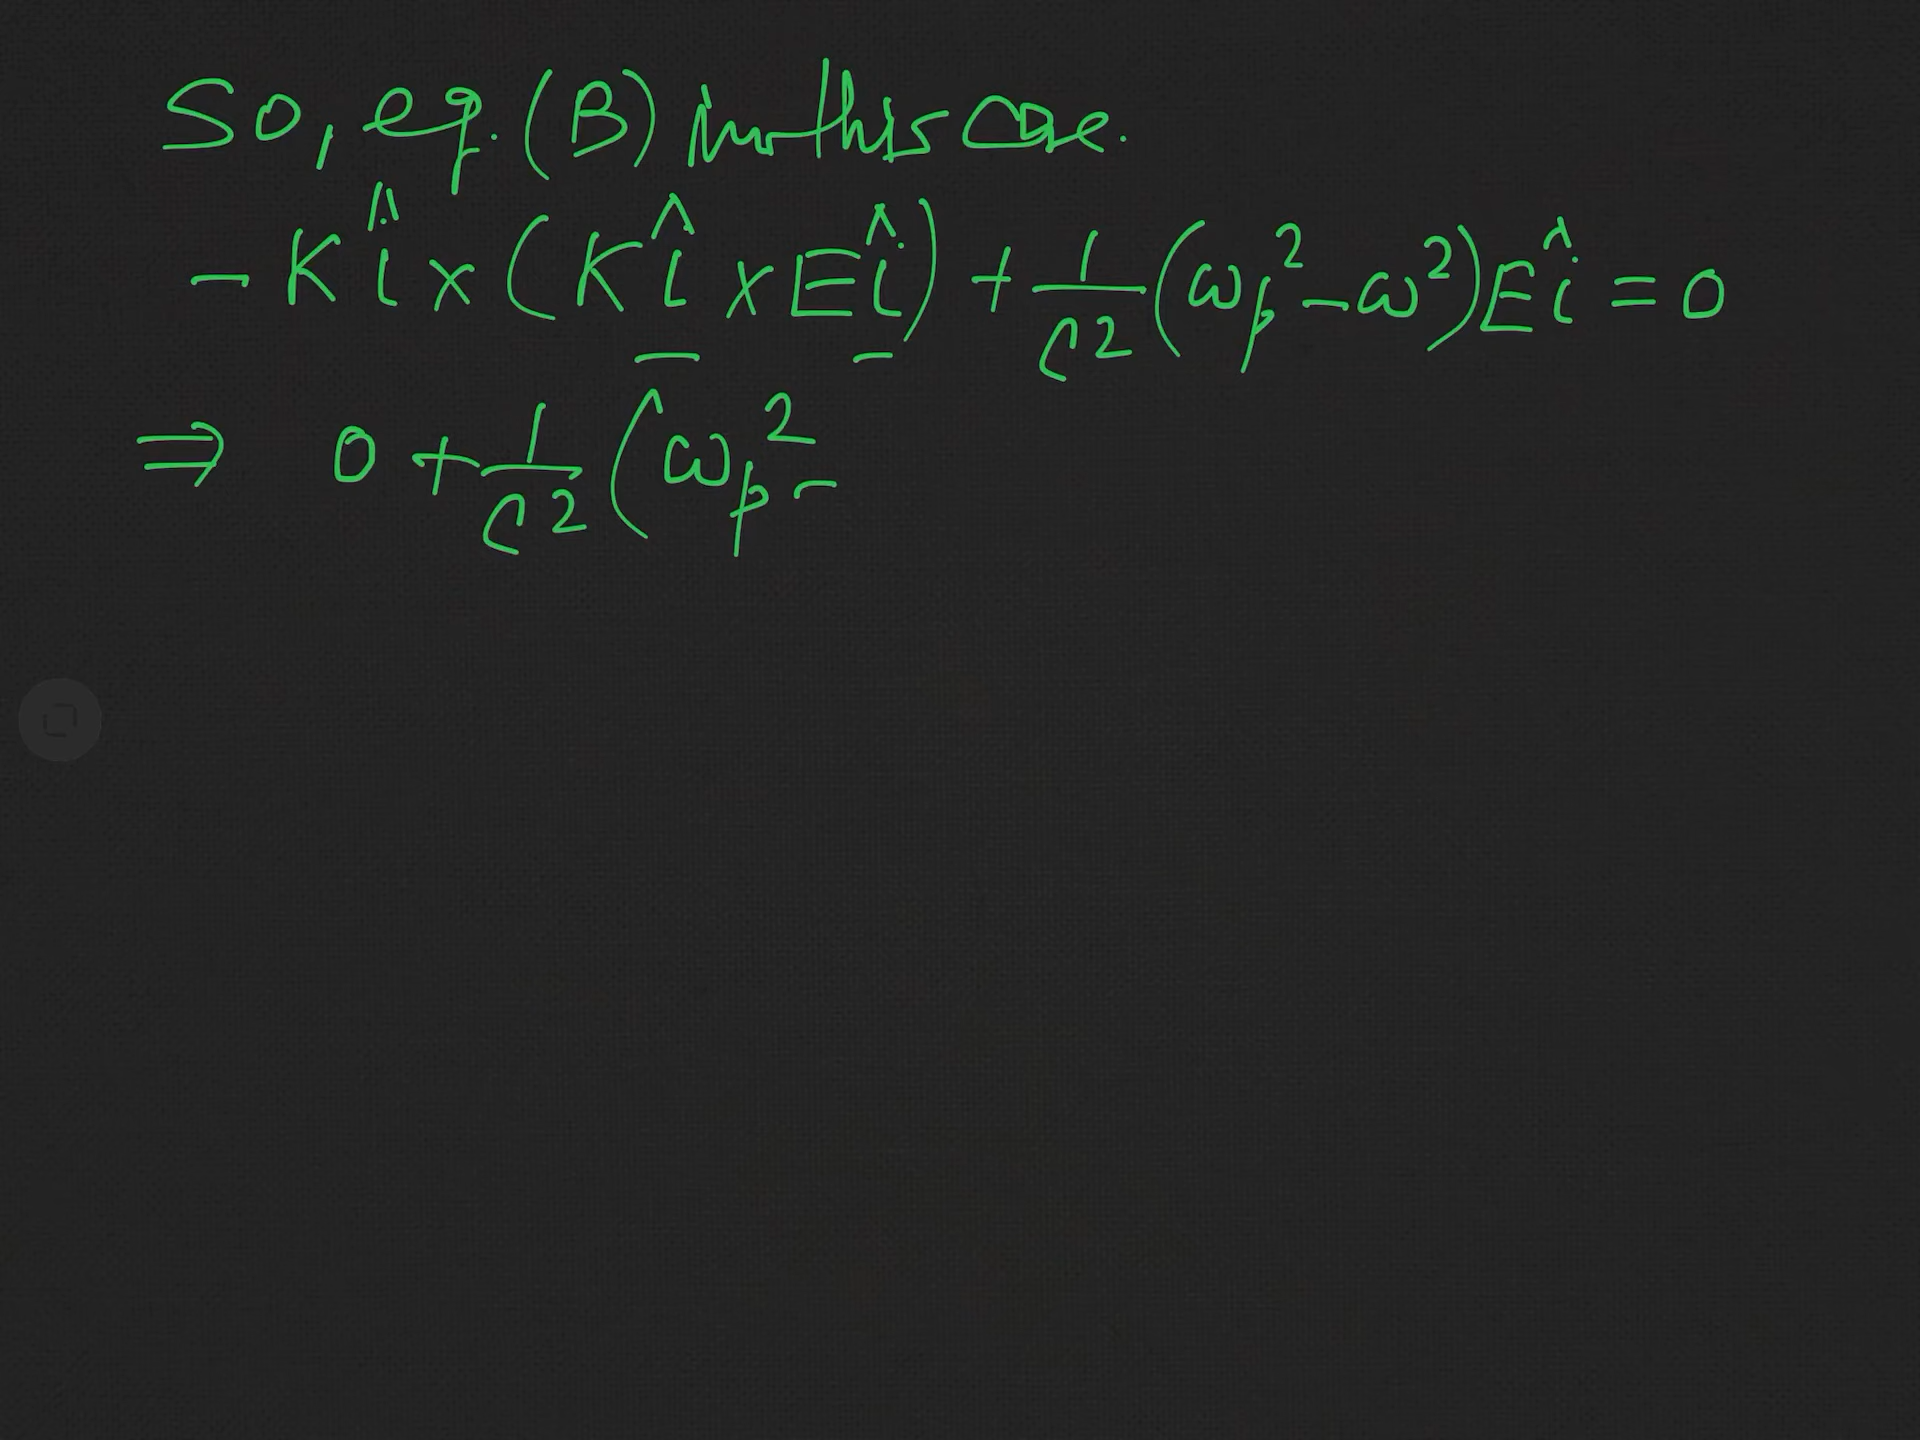 So, eq. (B) in this case.
- K î × (K î × E î) + 1/c² (ωp² - ω²) E î = 0
⇒ 0 + 1/c² (ωp² -